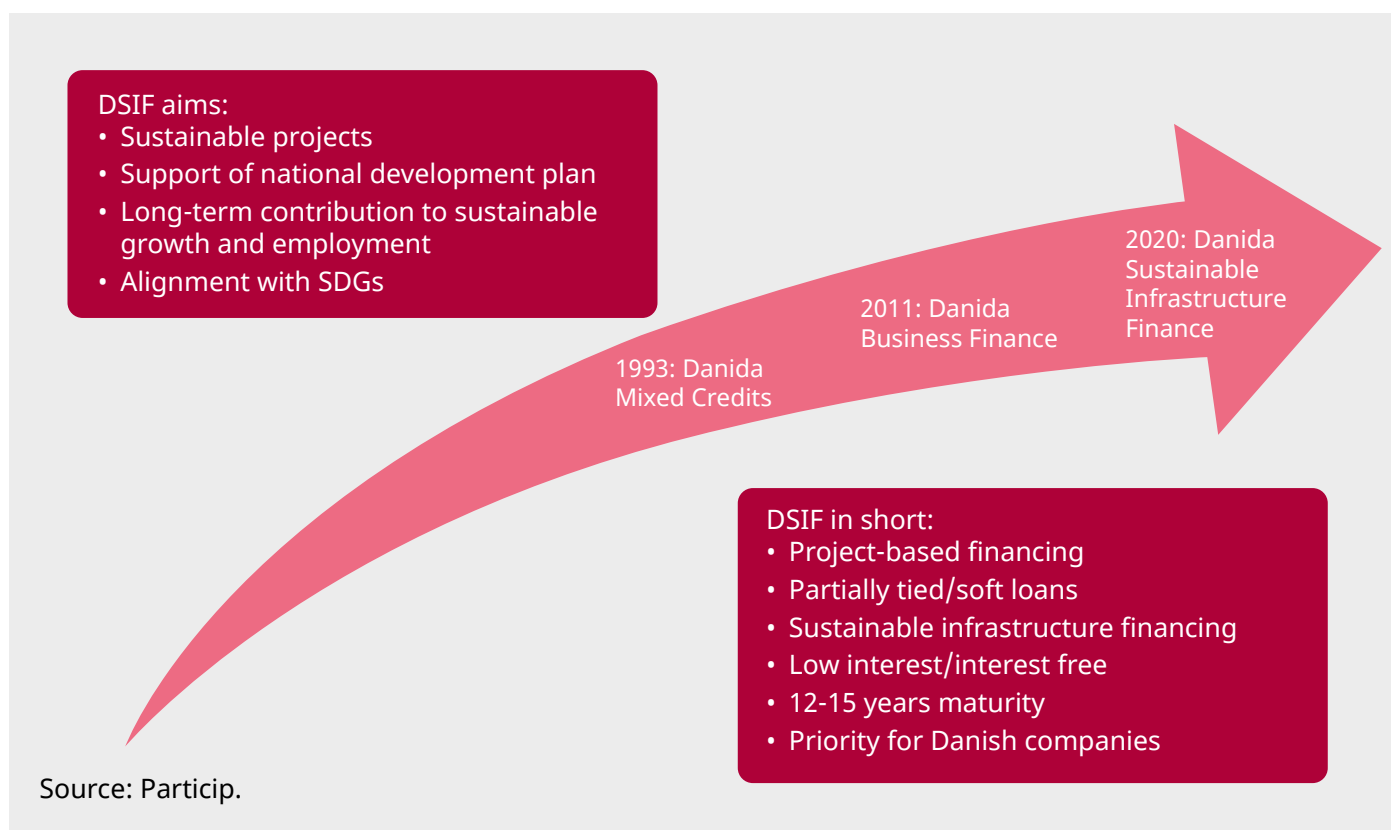 DSIF aims:
• Sustainable projects
• Support of national development plan
• Long-term contribution to sustainable
growth and employment
• Alignment with SDGs
1993: Danida
Mixed Credits
2011: Danida
Business Finance
2020: Danida
Sustainable
Infrastructure
Finance
DSIF in short:
• Project-based financing
• Partially tied/soft loans
• Sustainable infrastructure financing
• Low interest/interest free
• 12-15 years maturity
• Priority for Danish companies
Source: Particip.